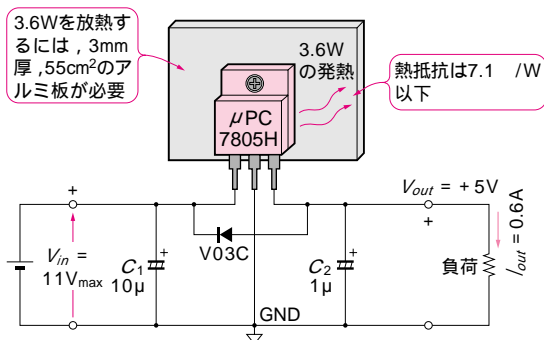 3.6Wを放熱す
るには，3mm
厚，55cm²のア
ルミ板が必要
3.6W
の発熱
熱抵抗は7.1 /W
以下
μPC
7805H
+
Vin =
11Vmax
C1
10μ
+
V03C
C2
1μ
+
GND
Vout = +5V
+
負荷
Iout = 0.6A